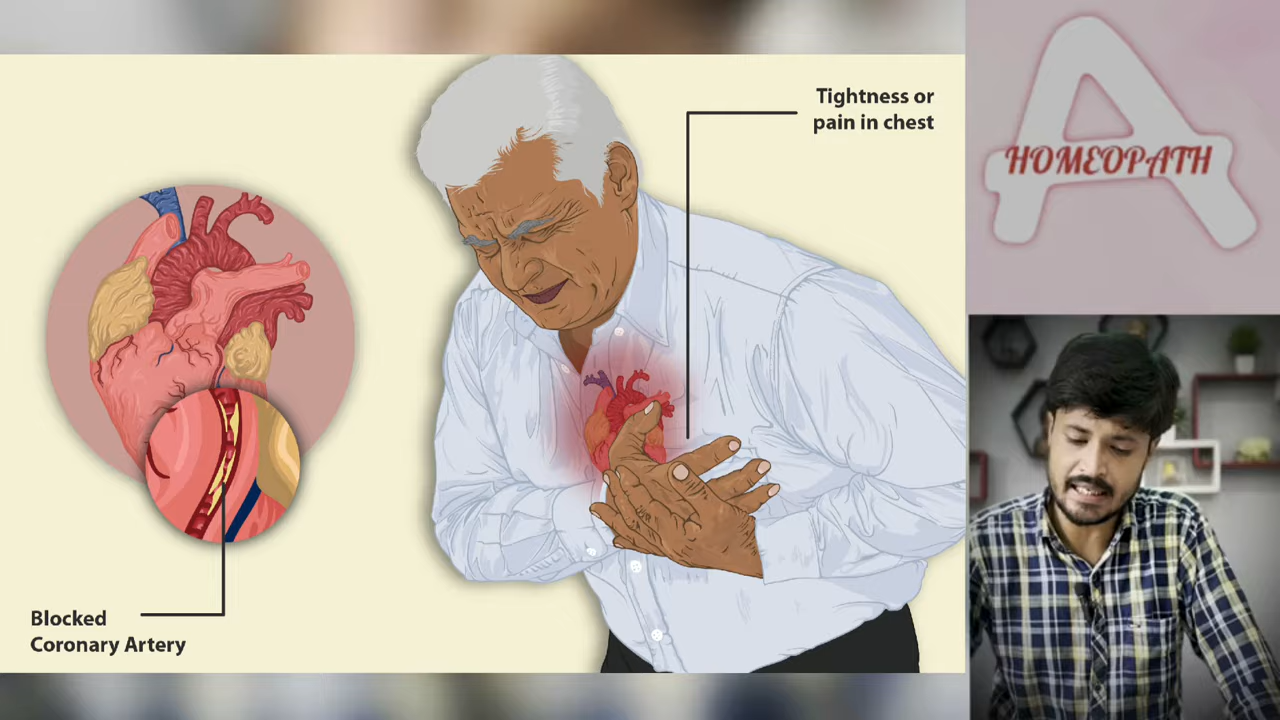 Tightness or
pain in chest
HOMEOPATH
Blocked
Coronary Artery